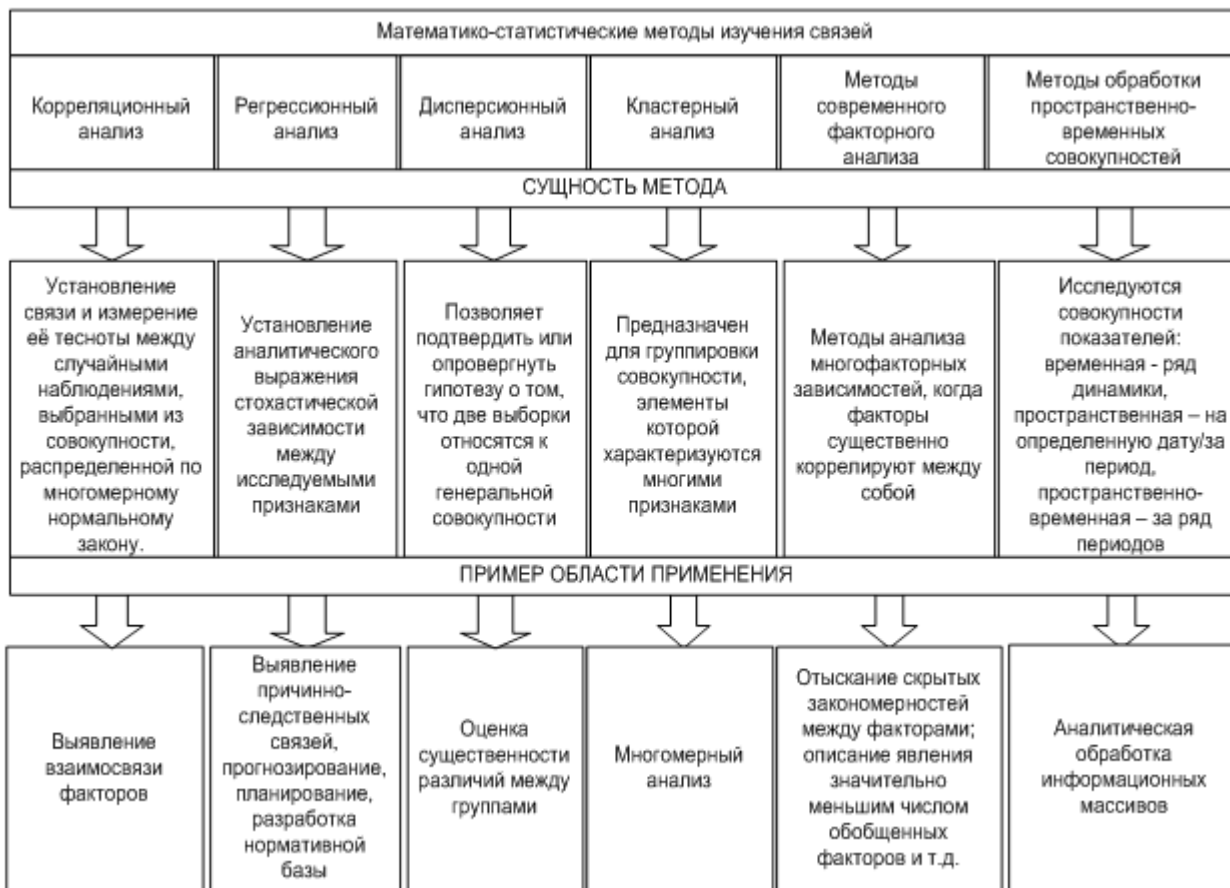 Математико-статистические методы изучения связей
Корреляционный
анализ
Регрессионный
анализ
Дисперсионный
анализ
Кластерный
анализ
Методы
современного
факторного
анализа
Методы обработки
пространственно-
временных
совокупностей
СУЩНОСТЬ МЕТОДА
Установление
связи и измерение
её тесноты между
случайными
наблюдениями,
выбранными из
совокупности,
распределенной по
многомерному
нормальному
закону.
Установление
аналитического
выражения
стохастической
зависимости
между
исследуемыми
признаками
Позволяет
подтвердить или
опровергнуть
гипотезу о том,
что две выборки
относятся к
одной
генеральной
совокупности
Предназначен
для группировки
совокупности,
элементы
которой
характеризуются
многими
признаками
Методы анализа
многофакторных
зависимостей, когда
факторы
существенно
коррелируют между
собой
Исследуются
совокупности
показателей:
временная - ряд
динамики,
пространственная – на
определенную дату/за
период,
пространственно-
временная – за ряд
периодов
ПРИМЕР ОБЛАСТИ ПРИМЕНЕНИЯ
Выявление
взаимосвязи
факторов
Выявление
причинно-
следственных
связей,
прогнозирование,
планирование,
разработка
нормативной
базы
Оценка
существенности
различий между
группами
Многомерный
анализ
Отыскание скрытых
закономерностей
между факторами;
описание явления
значительно
меньшим числом
обобщенных
факторов и т.д.
Аналитическая
обработка
информационных
массивов